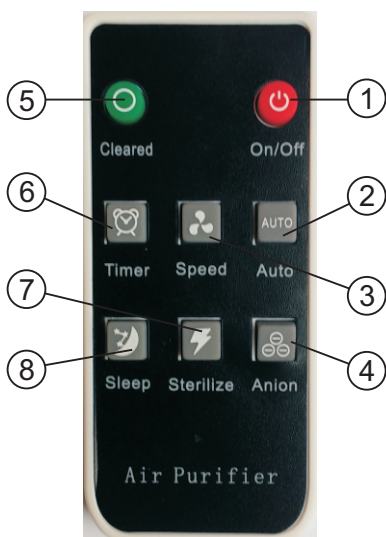 5 1
Cleared On/Off
6 2
AUTO
Timer Speed Auto
7 3
8 4
Sleep Sterilize Anion
Air Purifier